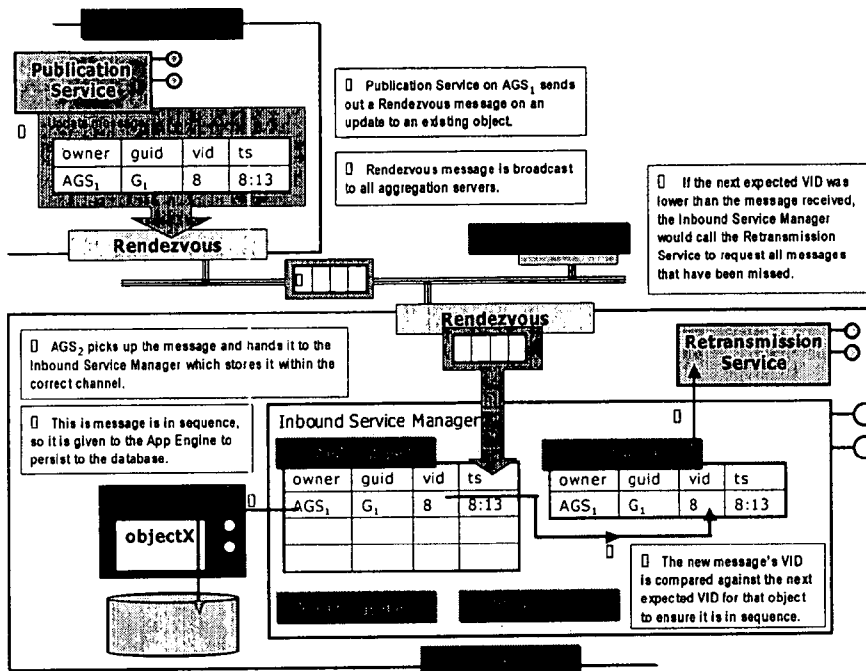 Publication
Service
owner guid vid ts
AGS₁ G₁ 8 8:13
Rendezvous
Publication Service on AGS₁ sends
out a Rendezvous message on an
update to an existing object.
Rendezvous message is broadcast
to all aggregation servers.
If the next expected VID was
lower than the message received,
the Inbound Service Manager
would call the Retransmission
Service to request all messages
that have been missed.
Rendezvous
AGS₂ picks up the message and hands it to the
Inbound Service Manager which stores it within the
correct channel.
Retransmission
Service
This is message is in sequence,
so it is given to the App Engine to
persist to the database.
Inbound Service Manager
owner guid vid ts
AGS₁ G₁ 8 8:13
owner guid vid ts
AGS₁ G₁ 8 8:13
objectX
The new message's VID
is compared against the next
expected VID for that object
to ensure it is in sequence.